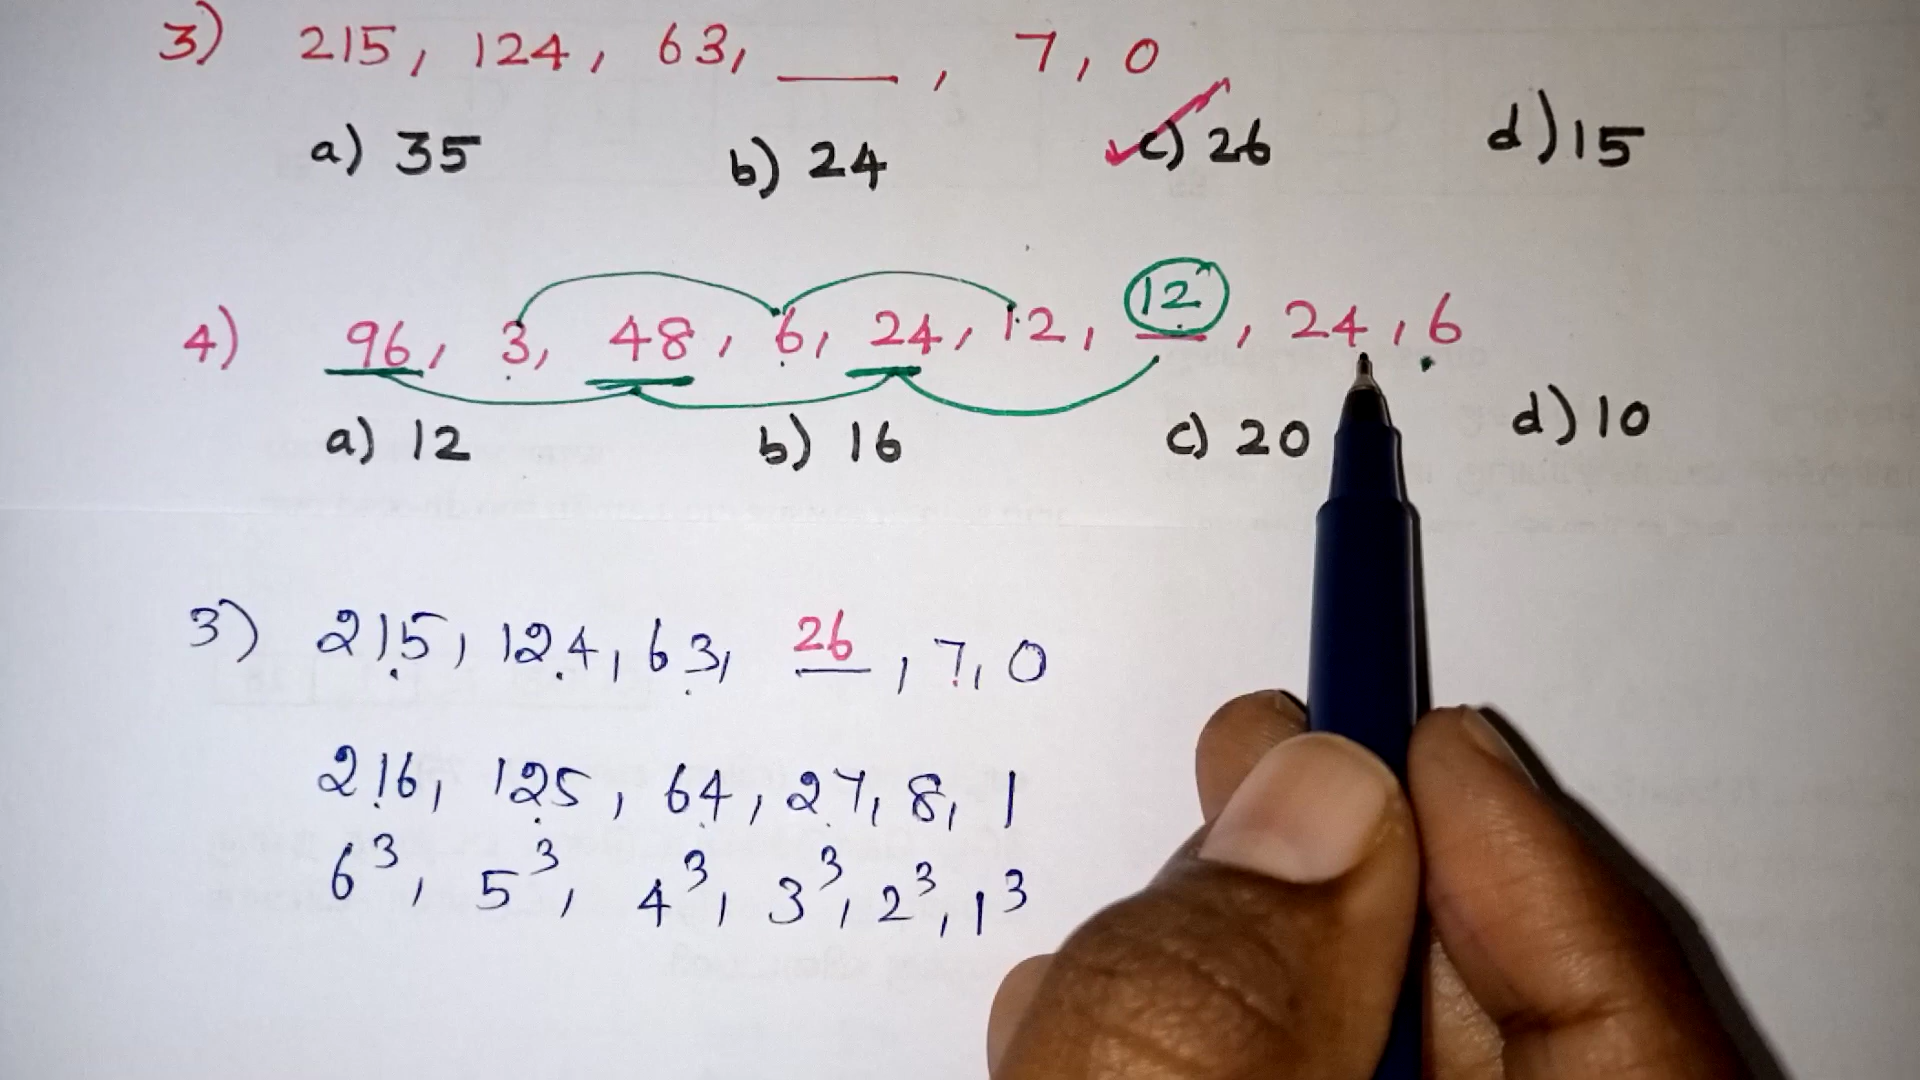 3) 215, 124, 63, ___, 7, 0
a) 35 b) 24 c) 26 d) 15
4) 96, 3, 48, 6, 24, 12, 12, 24, 6
a) 12 b) 16 c) 20 d) 10
3) 215, 124, 63, 26, 7, 0
216, 125, 64, 27, 8, 1
6³, 5³, 4³, 3³, 2³, 1³